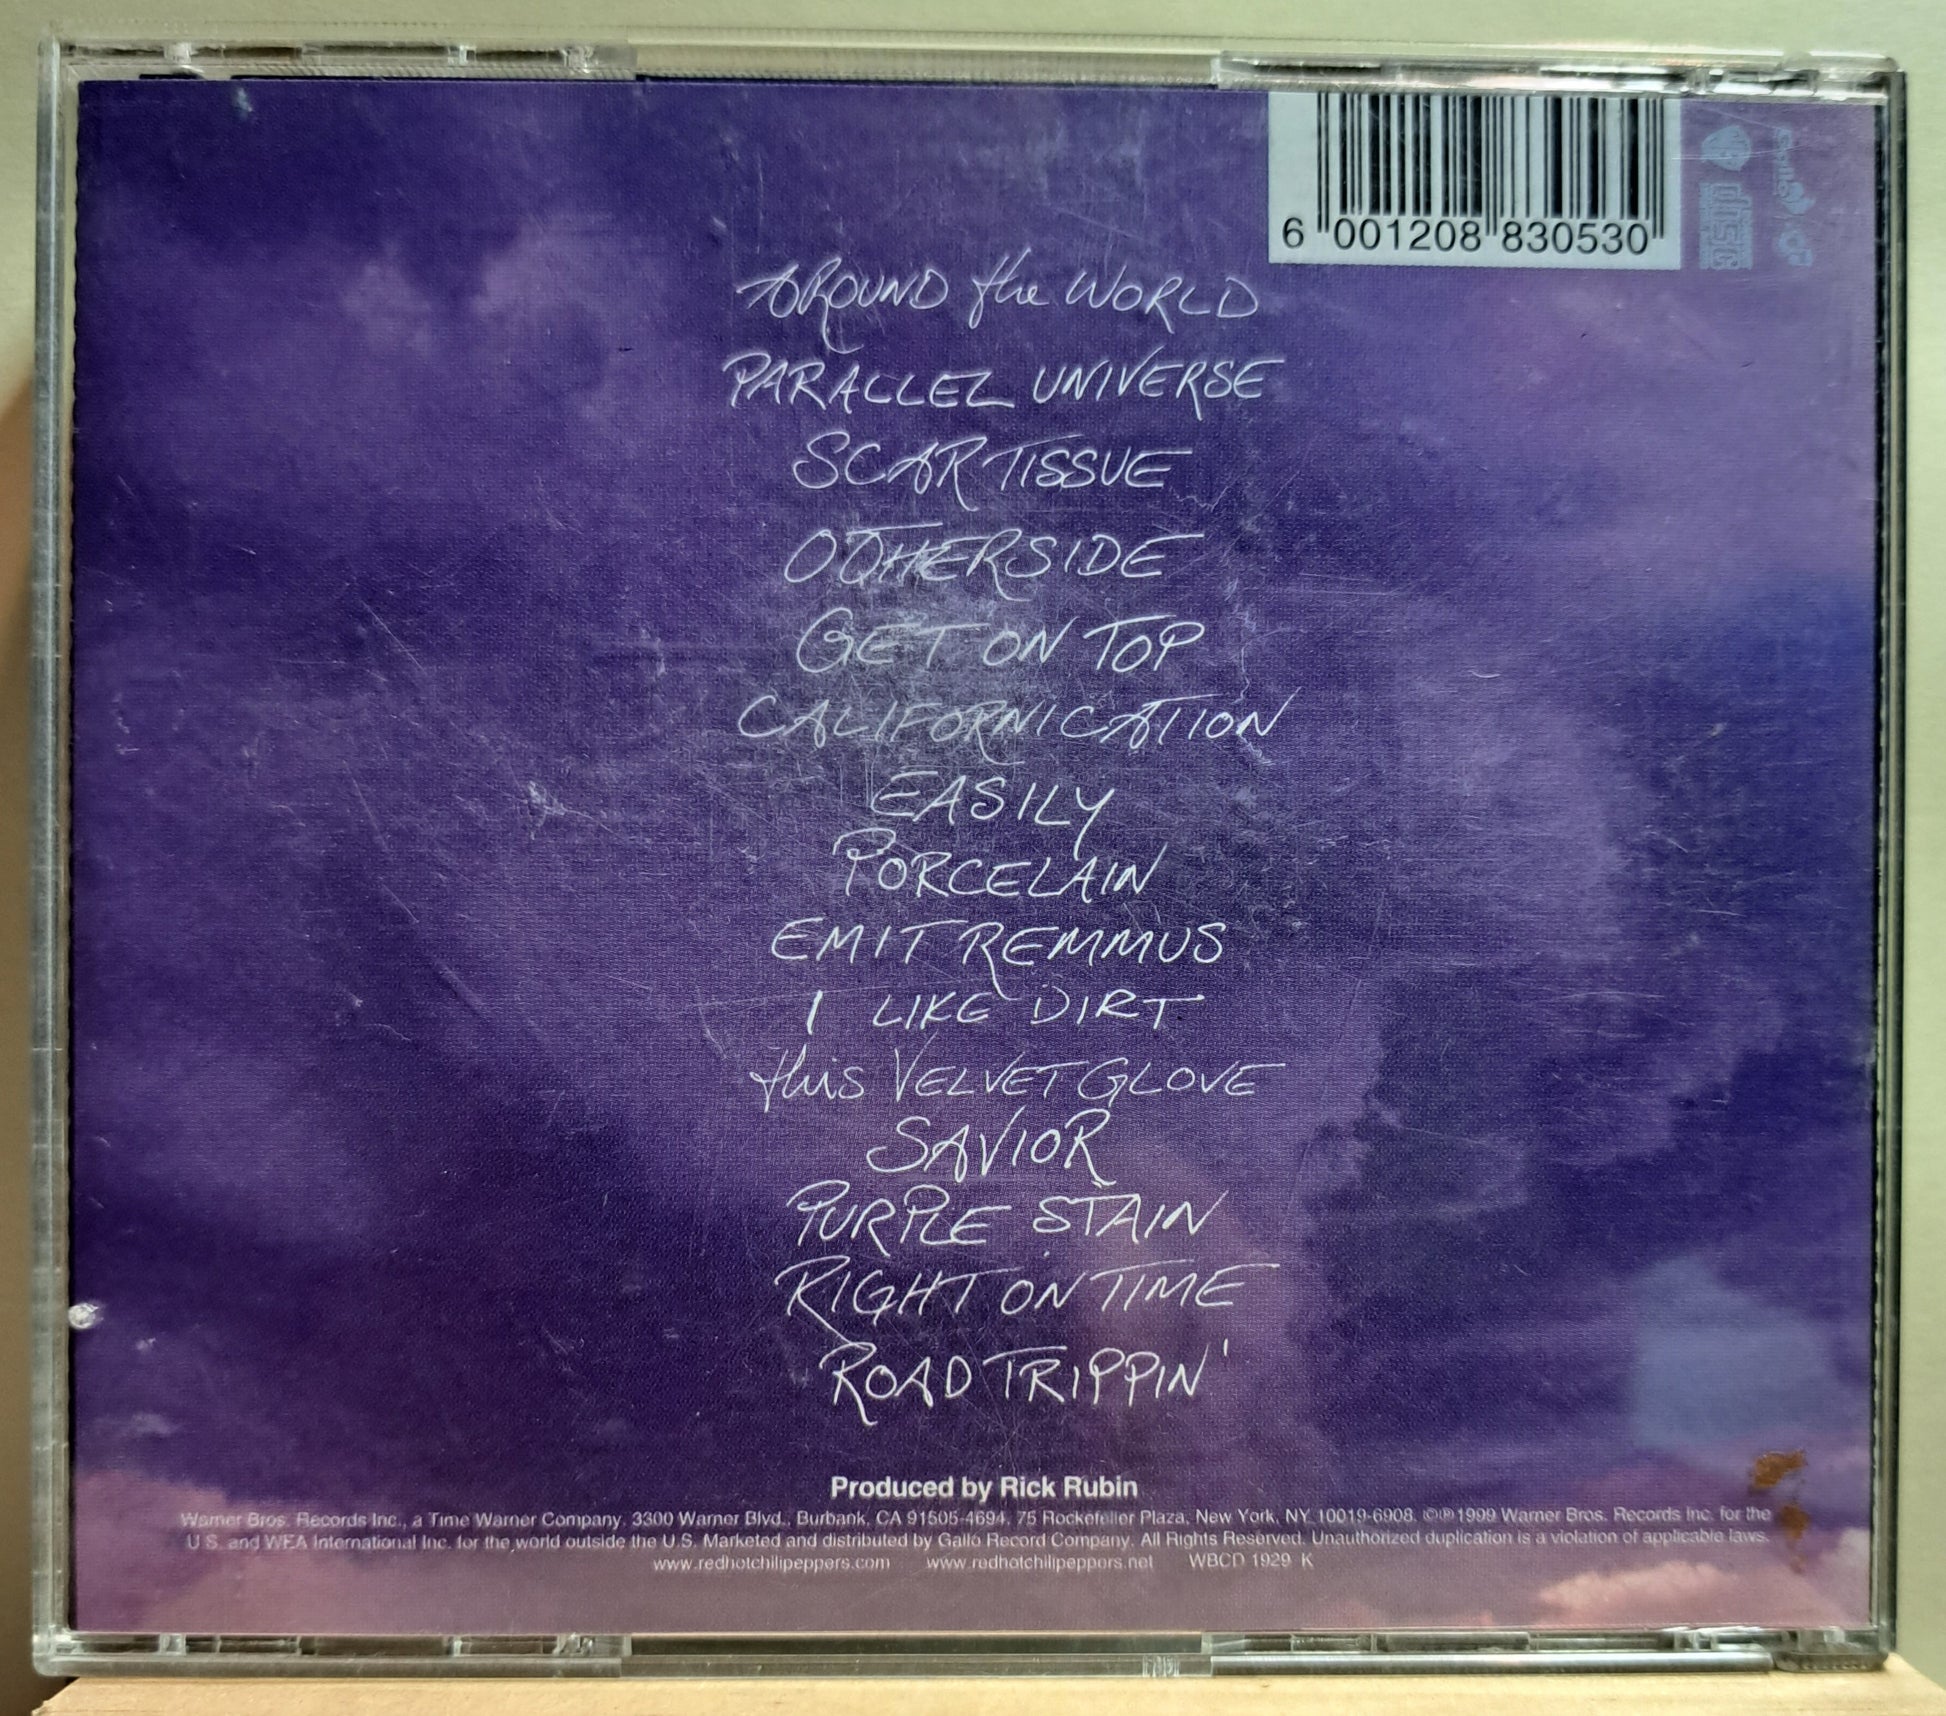 6 001208 830530
AROUND the WORLD
PARALLEL UNIVERSE
SCAR TISSUE
OTHERSIDE
GET ON TOP
CALIFORNICATION
EASILY
PORCELAIN
EMIT REMMUS
I LIKE DIRT
this VELVET GLOVE
SAVIOR
PURPLE STAIN
RIGHT ON TIME
ROAD TRIPPIN'
Produced by Rick Rubin
Warner Bros. Records Inc., a Time Warner Company, 3300 Warner Blvd., Burbank, CA 91505-4694, 75 Rockefeller Plaza, New York, NY 10019-6908. ©℗1999 Warner Bros. Records Inc. for the
U.S. and WEA International Inc. for the world outside the U.S. Marketed and distributed by Gallo Record Company. All Rights Reserved. Unauthorized duplication is a violation of applicable laws.
www.redhotchilipeppers.com www.redhotchilipeppers.net WBCD 1929 K